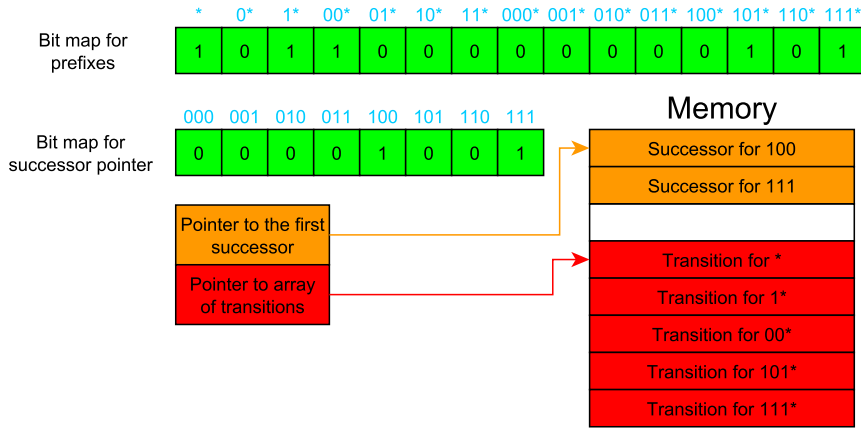 * 0* 1* 00* 01* 10* 11* 000* 001* 010* 011* 100* 101* 110* 111*
Bit map for
prefixes
1 0 1 1 0 0 0 0 0 0 0 0 1 0 1
000 001 010 011 100 101 110 111
Bit map for
successor pointer
0 0 0 0 1 0 0 1
Memory
Successor for 100
Successor for 111
Pointer to the first
successor
Pointer to array
of transitions
Transition for *
Transition for 1*
Transition for 00*
Transition for 101*
Transition for 111*